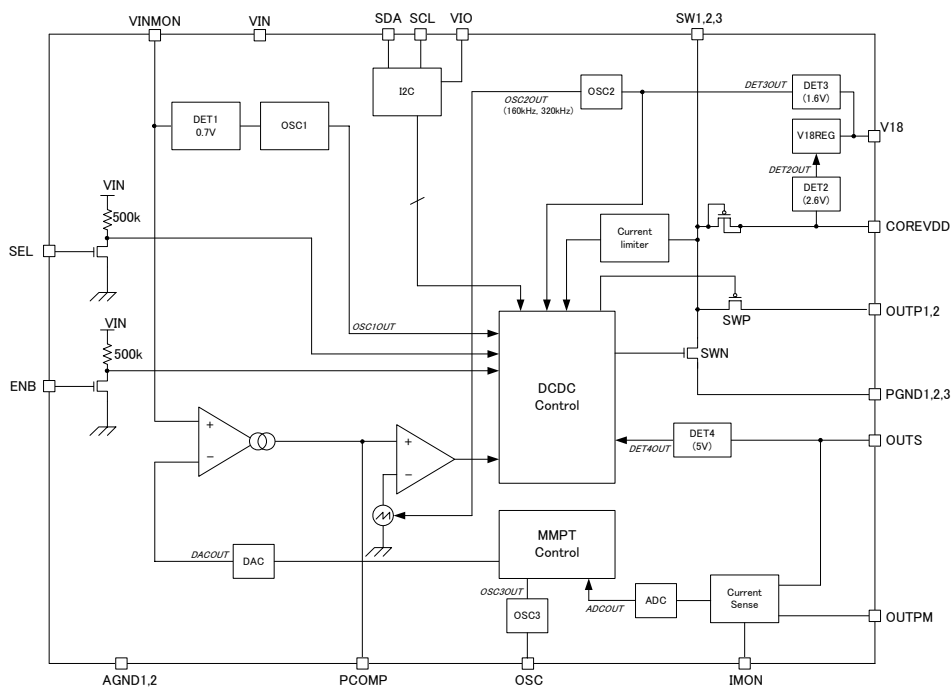 VINMON
VIN
SDA
SCL
VIO
SW1,2,3
I2C
OSC2OUT
(160kHz, 320kHz)
OSC2
DET3OUT
DET3
(1.6V)
DET1
0.7V
OSC1
V18REG
V18
DET2OUT
DET2
(2.6V)
VIN
500k
SEL
Current
limiter
COREVDD
OSC1OUT
SWP
OUTP1,2
VIN
500k
ENB
DCDC
Control
SWN
PGND1,2,3
+
−
+
−
DET4OUT
DET4
(5V)
OUTS
MMPT
Control
DACOUT
DAC
OSC3OUT
OSC3
ADCOUT
ADC
Current
Sense
OUTPM
AGND1,2
PCOMP
OSC
IMON